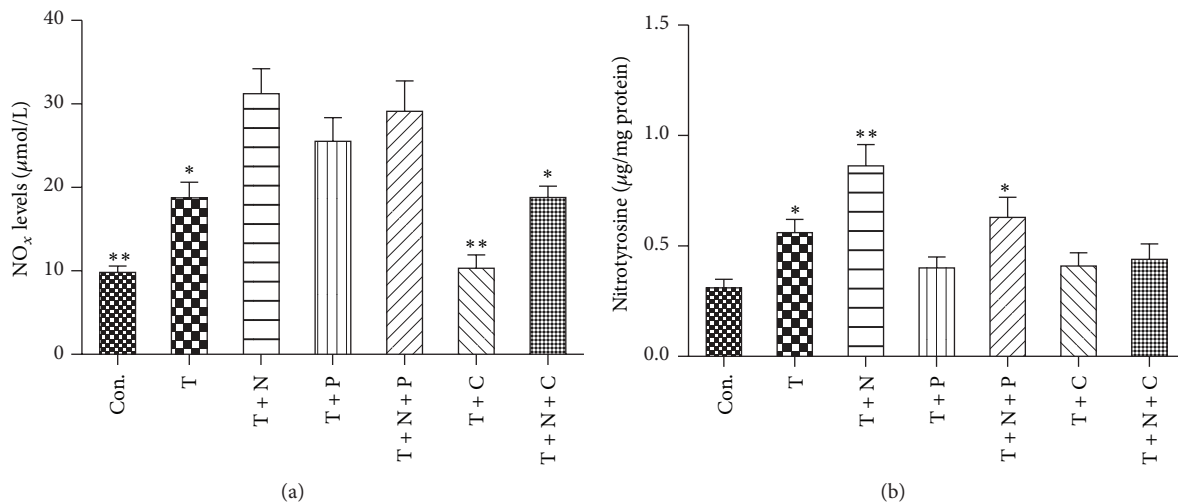 NOx levels (μmol/L)
40
30
20
10
0
**
*
**
*
Con.
T
T + N
T + P
T + N + P
T + C
T + N + C
(a)
Nitrotyrosine (μg/mg protein)
1.5
1.0
0.5
0.0
*
**
*
Con.
T
T + N
T + P
T + N + P
T + C
T + N + C
(b)